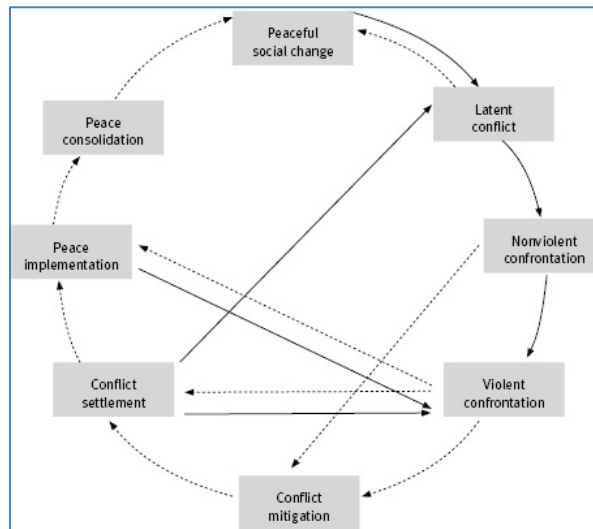 Peaceful
social change
Latent
conflict
Peace
consolidation
Nonviolent
confrontation
Peace
implementation
Violent
confrontation
Conflict
settlement
Conflict
mitigation